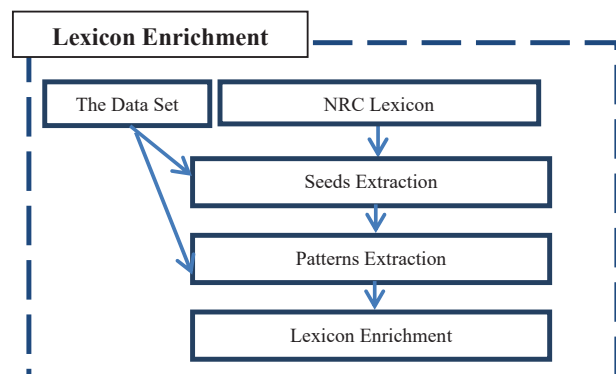 Lexicon Enrichment
The Data Set
NRC Lexicon
Seeds Extraction
Patterns Extraction
Lexicon Enrichment